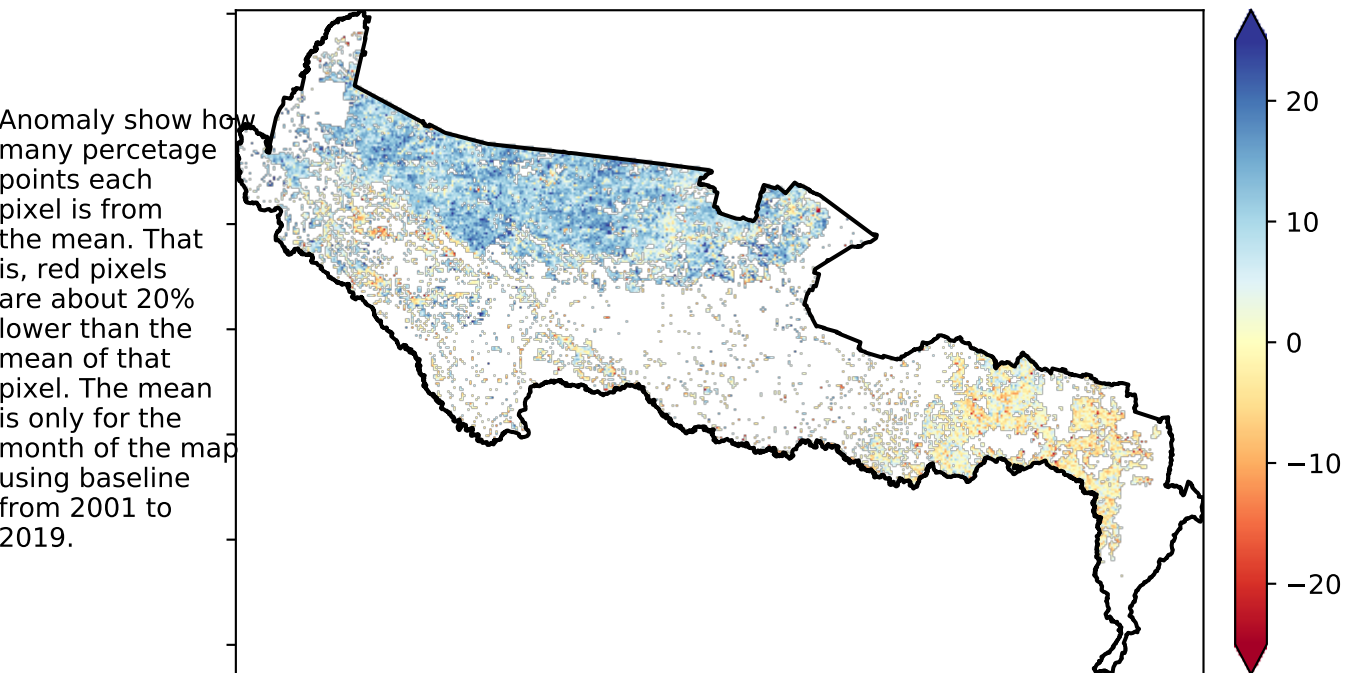 Anomaly show how
many percetage
points each
pixel is from
the mean. That
is, red pixels
are about 20%
lower than the
mean of that
pixel. The mean
is only for the
month of the map
using baseline
from 2001 to
2019.
20
10
0
−10
−20